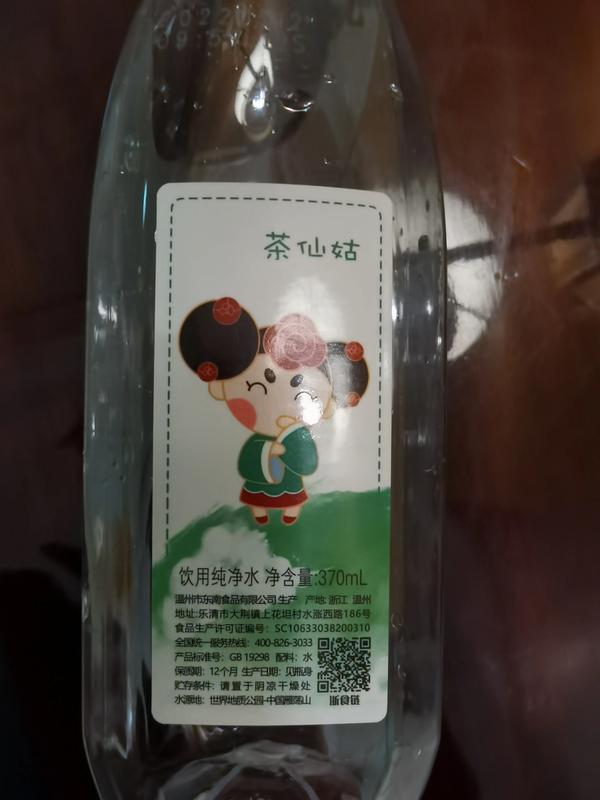 茶仙姑
饮用纯净水 净含量:370mL
温州市东南食品有限公司 生产 产地:浙江 温州
地址:乐清市大荆镇上花坦村水涨西路186号
食品生产许可证编号：SC10633038200310
全国统一服务热线：400-826-3033
产品标准号：GB 19298 配料：水
保质期：12个月 生产日期：见瓶身
贮存条件：请置于阴凉干燥处
水源地：世界地质公园-中国雁荡山
浙食链